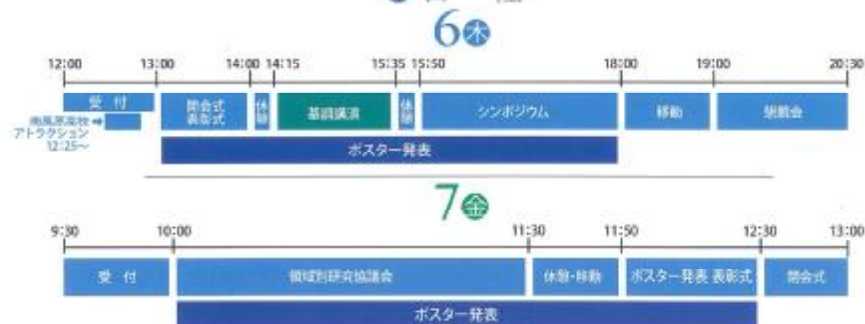 6木
12:00 13:00 14:00 14:15 15:35 15:50 18:00 19:00 20:30
受 付 開会式 休憩 基調講演 休憩 シンポジウム 移動 懇親会
表彰式
南風原高校
アトラクション
12:25～
ポスター発表
7金
9:30 10:00 11:30 11:50 12:30 13:00
受 付 領域別研究協議会 休憩・移動 ポスター発表 表彰式 閉会式
ポスター発表